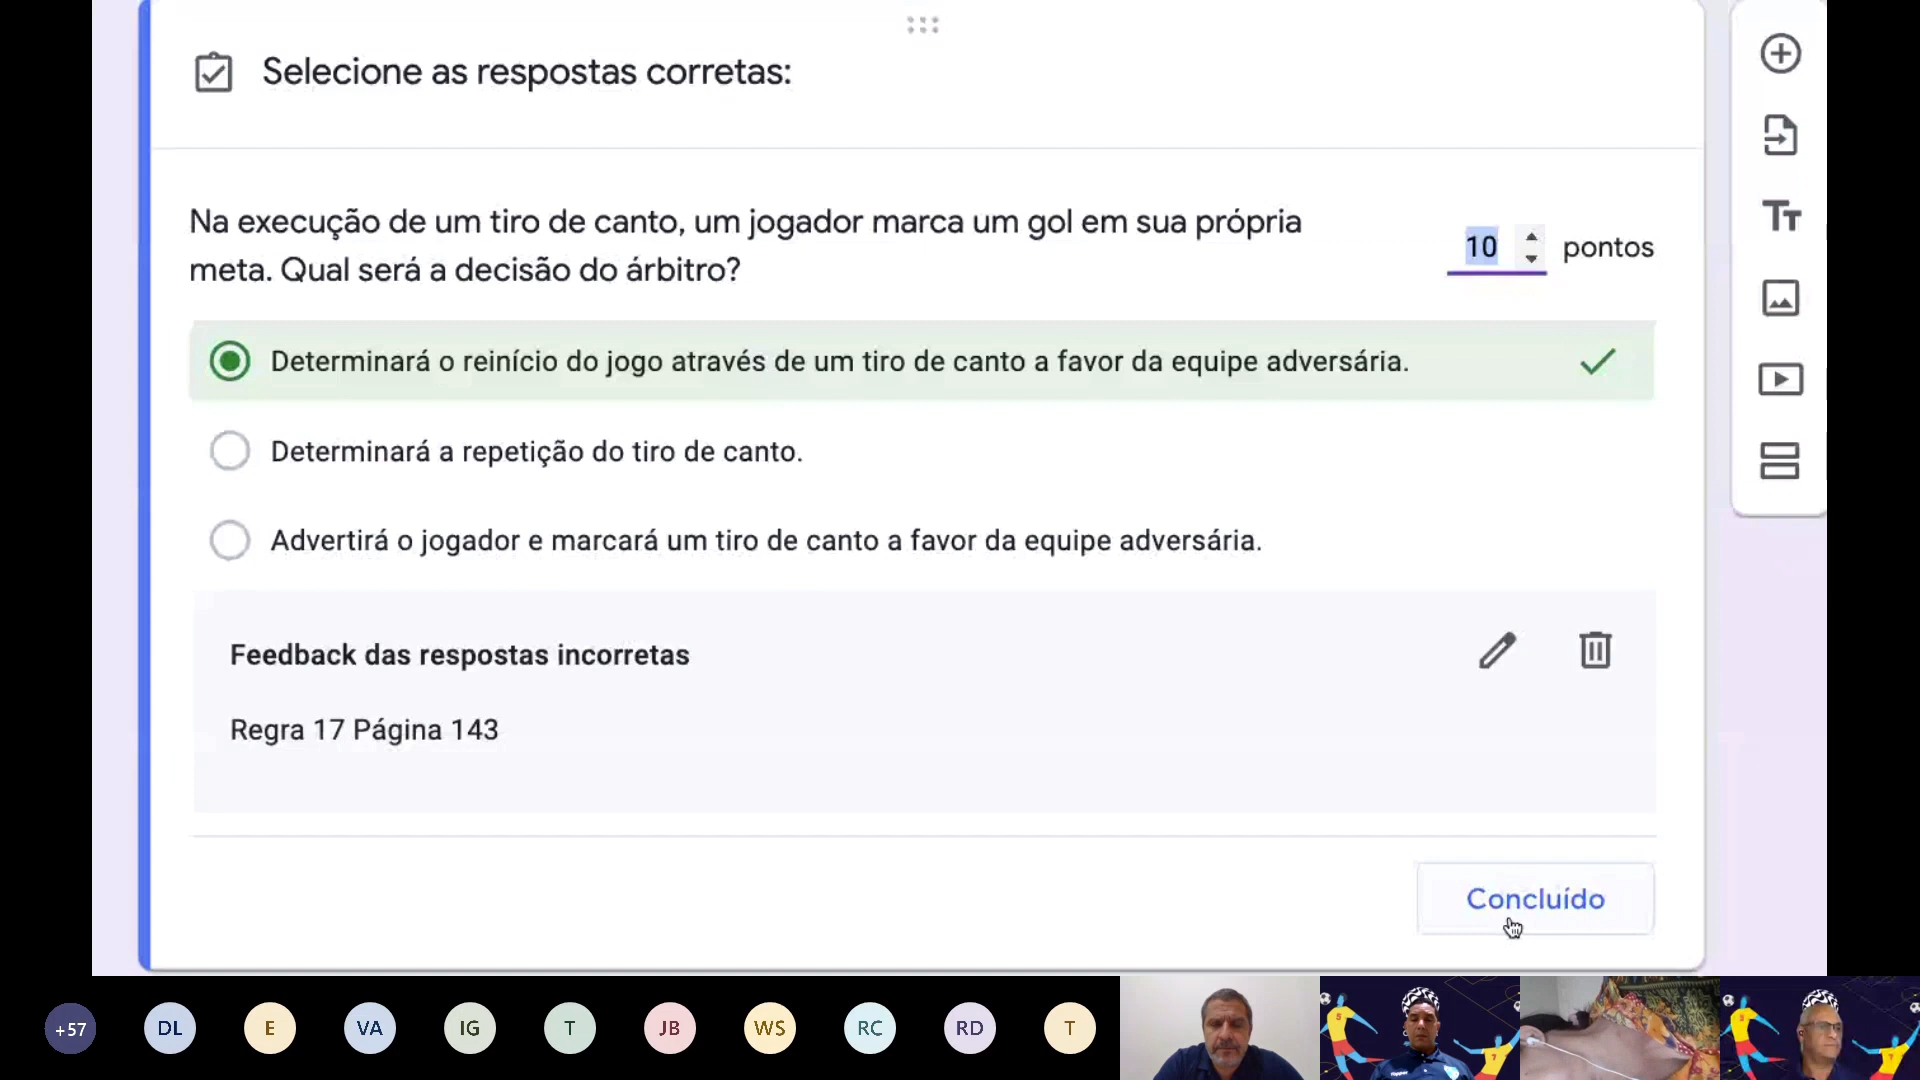 Selecione as respostas corretas:
Na execução de um tiro de canto, um jogador marca um gol em sua própria
meta. Qual será a decisão do árbitro?
10 pontos
Determinará o reinício do jogo através de um tiro de canto a favor da equipe adversária.
Determinará a repetição do tiro de canto.
Advertirá o jogador e marcará um tiro de canto a favor da equipe adversária.
Feedback das respostas incorretas
Regra 17 Página 143
Concluído
+57 DL E VA IG T JB WS RC RD T